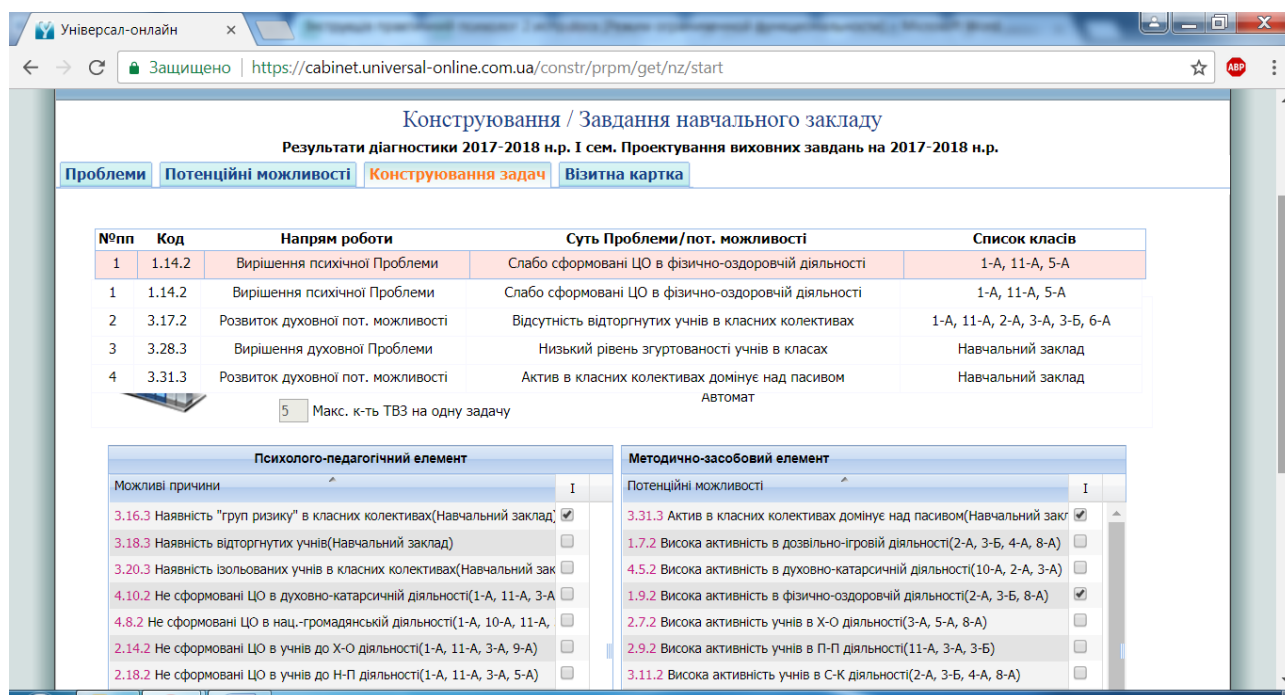 Універсал-онлайн
Защищено | https://cabinet.universal-online.com.ua/constr/prpm/get/nz/start
ABP
Конструювання / Завдання навчального закладу
Результати діагностики 2017-2018 н.р. I сем. Проектування виховних завдань на 2017-2018 н.р.
Проблеми Потенційні можливості Конструювання задач Візитна картка
№пп Код Напрям роботи Суть Проблеми/пот. можливості Список класів
1 1.14.2 Вирішення психічної Проблеми Слабо сформовані ЦО в фізично-оздоровчій діяльності 1-А, 11-А, 5-А
1 1.14.2 Вирішення психічної Проблеми Слабо сформовані ЦО в фізично-оздоровчій діяльності 1-А, 11-А, 5-А
2 3.17.2 Розвиток духовної пот. можливості Відсутність відторгнутих учнів в класних колективах 1-А, 11-А, 2-А, 3-А, 3-Б, 6-А
3 3.28.3 Вирішення духовної Проблеми Низький рівень згуртованості учнів в класах Навчальний заклад
4 3.31.3 Розвиток духовної пот. можливості Актив в класних колективах домінує над пасивом Навчальний заклад
Автомат
5 Макс. к-ть ТВЗ на одну задачу
Психолого-педагогічний елемент
Можливі причини I
3.16.3 Наявність "груп ризику" в класних колективах(Навчальний заклад)
3.18.3 Наявність відторгнутих учнів(Навчальний заклад)
3.20.3 Наявність ізольованих учнів в класних колективах(Навчальний зак
4.10.2 Не сформовані ЦО в духовно-катарсичній діяльності(1-А, 11-А, 3-А
4.8.2 Не сформовані ЦО в нац.-громадянській діяльності(1-А, 10-А, 11-А,
2.14.2 Не сформовані ЦО в учнів до Х-О діяльності(1-А, 11-А, 3-А, 9-А)
2.18.2 Не сформовані ЦО в учнів до Н-П діяльності(1-А, 11-А, 3-А, 5-А)
Методично-засобовий елемент
Потенційні можливості I
3.31.3 Актив в класних колективах домінує над пасивом(Навчальний закл
1.7.2 Висока активність в дозвільно-ігровій діяльності(2-А, 3-Б, 4-А, 8-А)
4.5.2 Висока активність в духовно-катарсичній діяльності(10-А, 2-А, 3-А)
1.9.2 Висока активність в фізично-оздоровчій діяльності(2-А, 3-Б, 8-А)
2.7.2 Висока активність учнів в Х-О діяльності(3-А, 5-А, 8-А)
2.9.2 Висока активність учнів в П-П діяльності(11-А, 3-А, 3-Б)
3.11.2 Висока активність учнів в С-К діяльності(2-А, 3-Б, 4-А, 8-А)